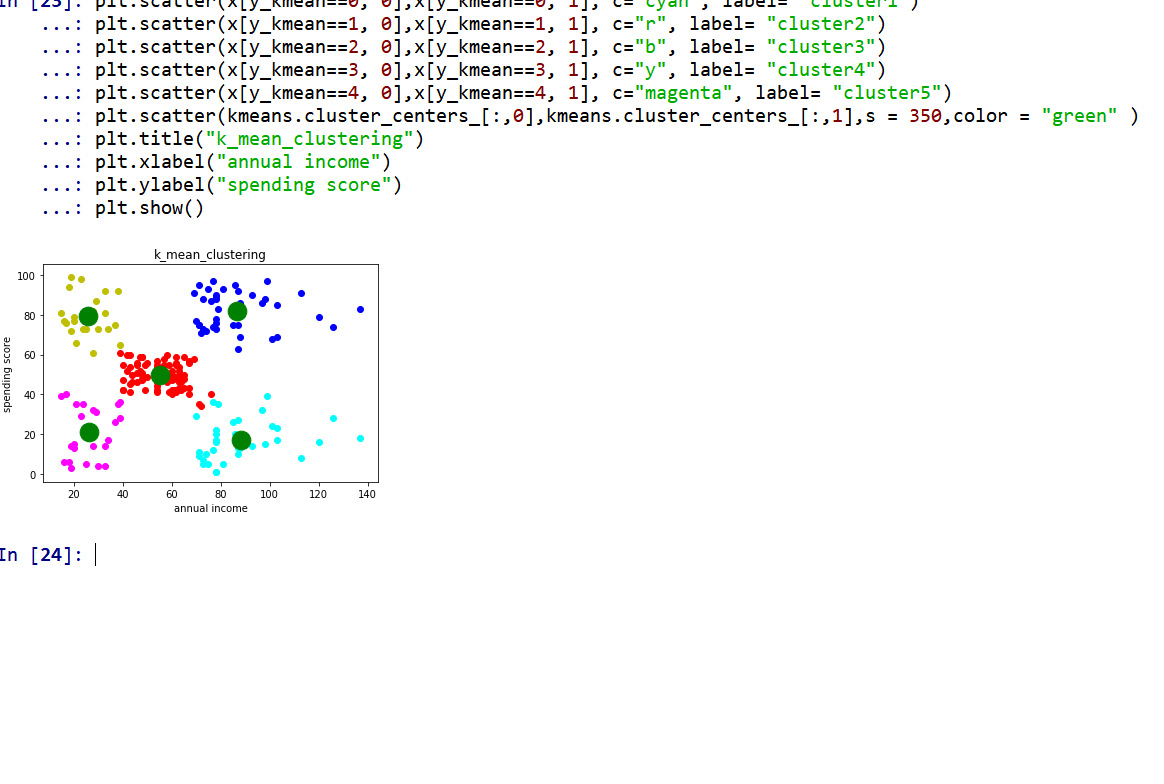 In [23]: plt.scatter(x[y_kmean==0, 0],x[y_kmean==0, 1], c="cyan", label= "cluster1")
...: plt.scatter(x[y_kmean==1, 0],x[y_kmean==1, 1], c="r", label= "cluster2")
...: plt.scatter(x[y_kmean==2, 0],x[y_kmean==2, 1], c="b", label= "cluster3")
...: plt.scatter(x[y_kmean==3, 0],x[y_kmean==3, 1], c="y", label= "cluster4")
...: plt.scatter(x[y_kmean==4, 0],x[y_kmean==4, 1], c="magenta", label= "cluster5")
...: plt.scatter(kmeans.cluster_centers_[:,0],kmeans.cluster_centers_[:,1],s = 350,color = "green" )
...: plt.title("k_mean_clustering")
...: plt.xlabel("annual income")
...: plt.ylabel("spending score")
...: plt.show()
k_mean_clustering
100
80
60
40
20
0
spending score
20 40 60 80 100 120 140
annual income
In [24]: